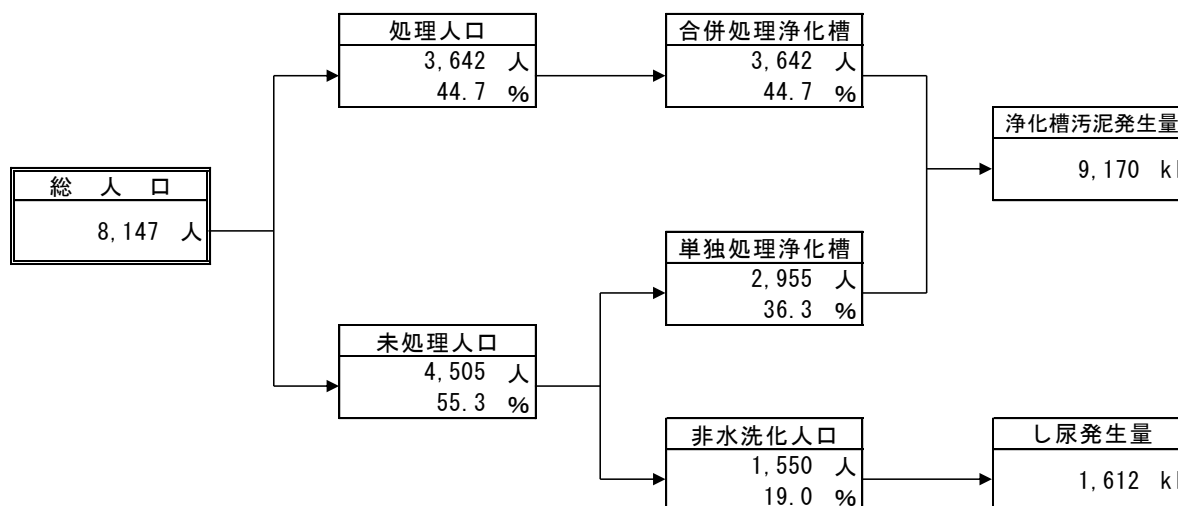 総 人 口
8,147 人
処理人口
3,642 人
44.7 %
未処理人口
4,505 人
55.3 %
合併処理浄化槽
3,642 人
44.7 %
単独処理浄化槽
2,955 人
36.3 %
非水洗化人口
1,550 人
19.0 %
浄化槽汚泥発生量
9,170 kl
し尿発生量
1,612 kl